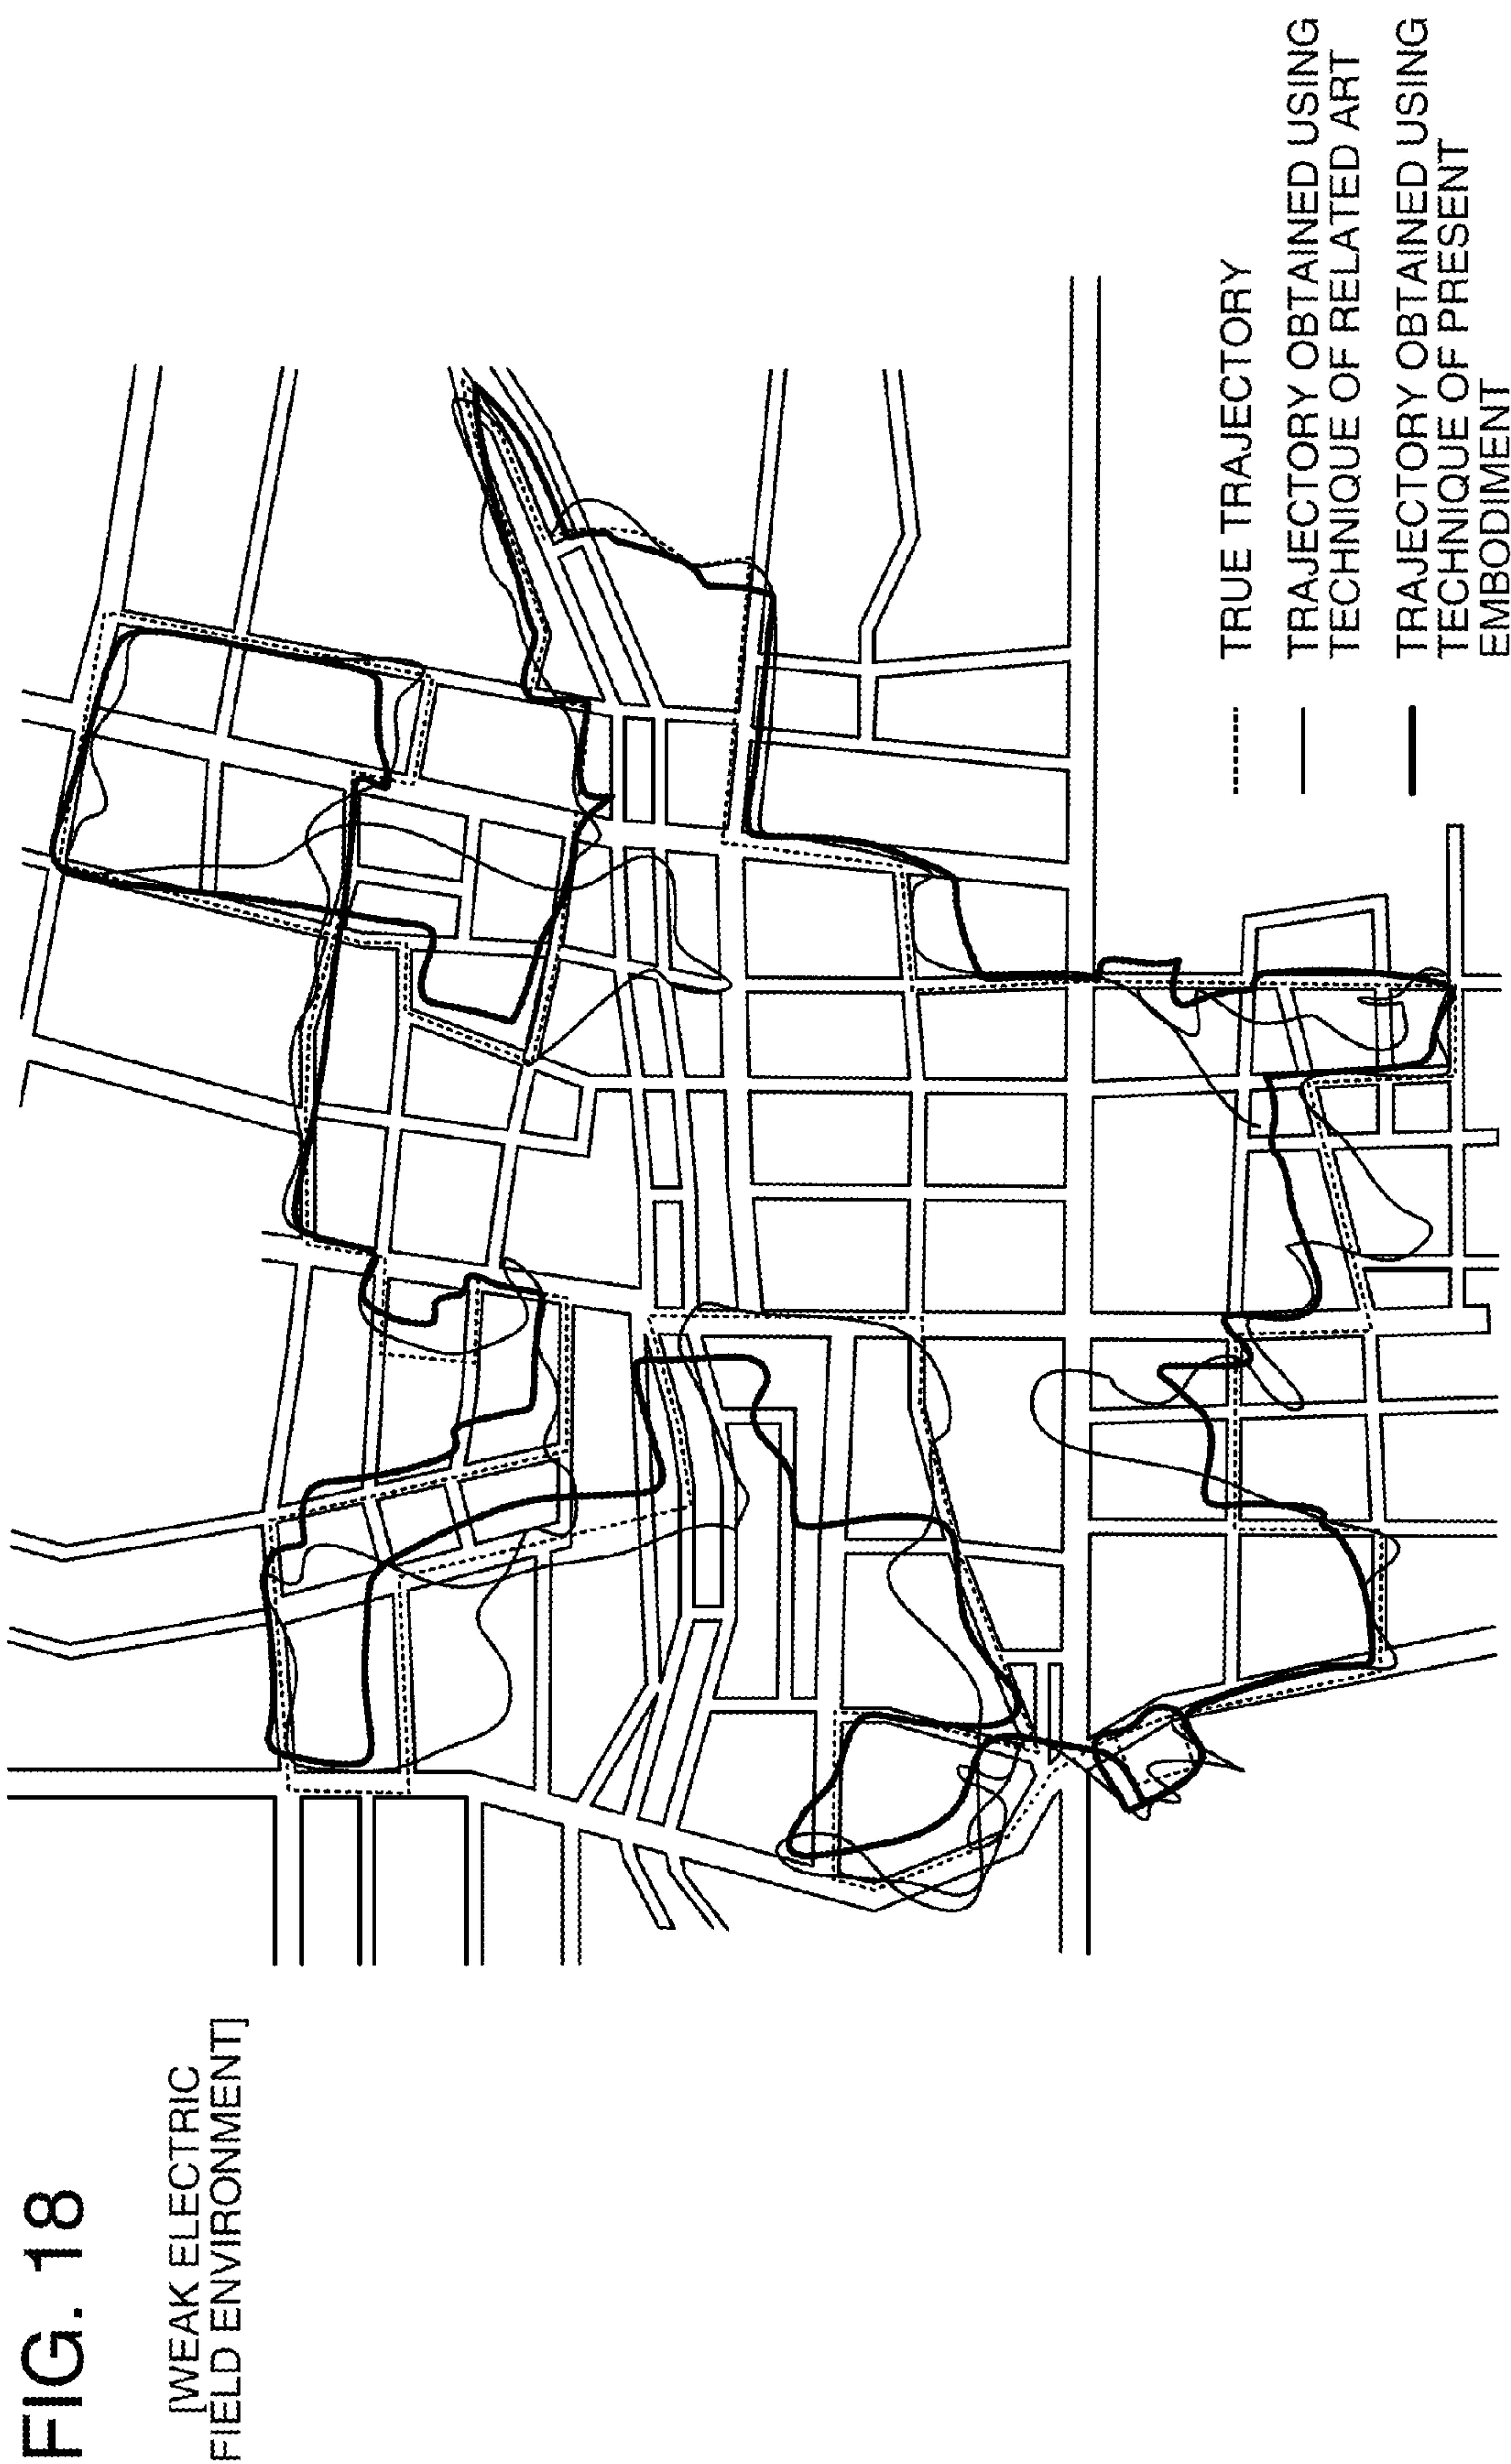 FIG. 18
[WEAK ELECTRIC
FIELD ENVIRONMENT]
TRUE TRAJECTORY
TRAJECTORY OBTAINED USING
TECHNIQUE OF RELATED ART
TRAJECTORY OBTAINED USING
TECHNIQUE OF PRESENT
EMBODIMENT